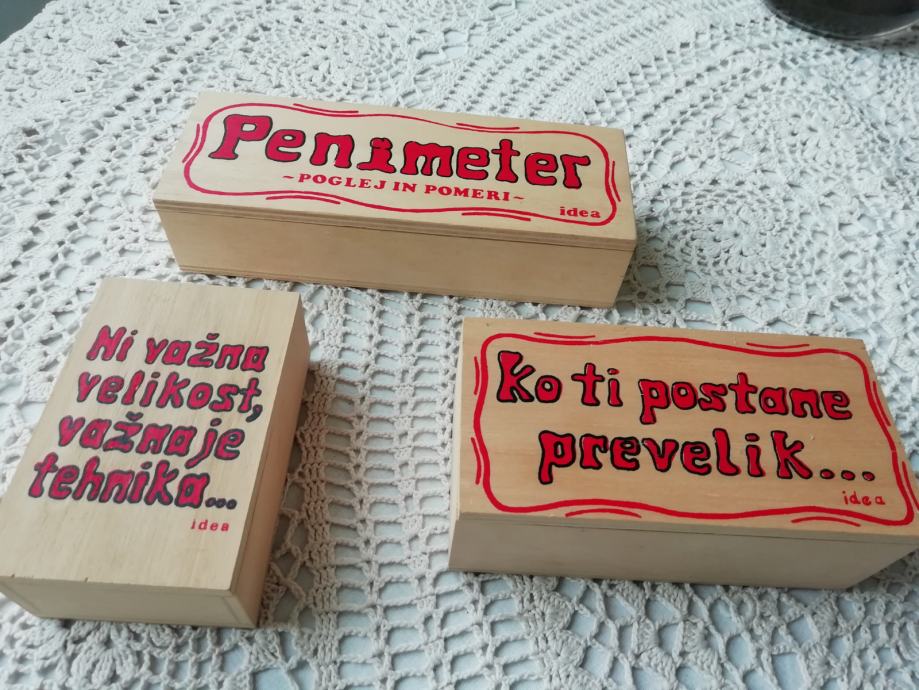 Penimeter
~POGLEJ IN POMERI~
idea
Ni važna
velikost,
važna je
tehnika...
idea
Ko ti postane
prevelik...
idea